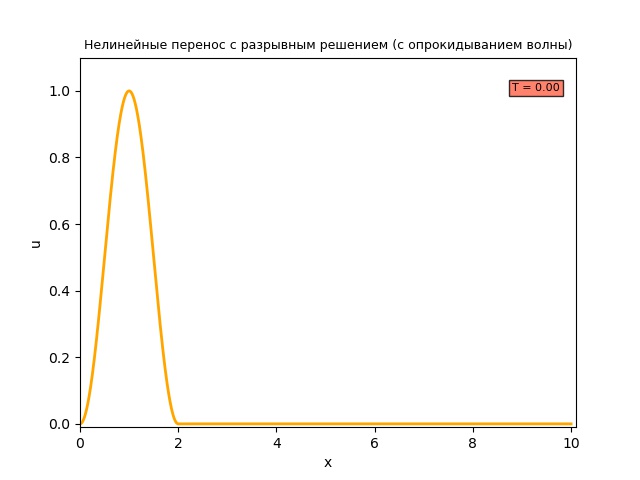 Нелинейные перенос с разрывным решением (с опрокидыванием волны)
T = 0.00
1.0
0.8
0.6
0.4
0.2
0.0
u
0 2 4 6 8 10
x